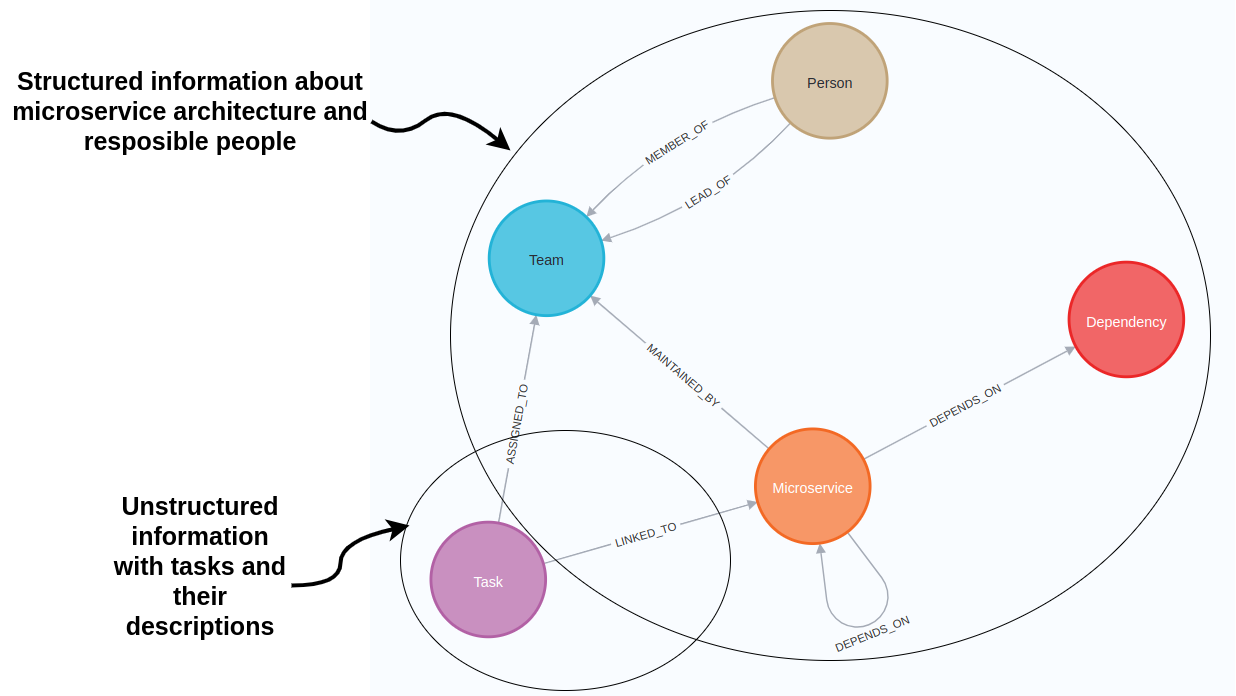 Structured information about
microservice architecture and
resposible people
Person
MEMBER_OF
LEAD_OF
Team
Dependency
MAINTAINED_BY
ASSIGNED_TO
DEPENDS_ON
Microservice
Unstructured
information
with tasks and
their
descriptions
LINKED_TO
Task
DEPENDS_ON